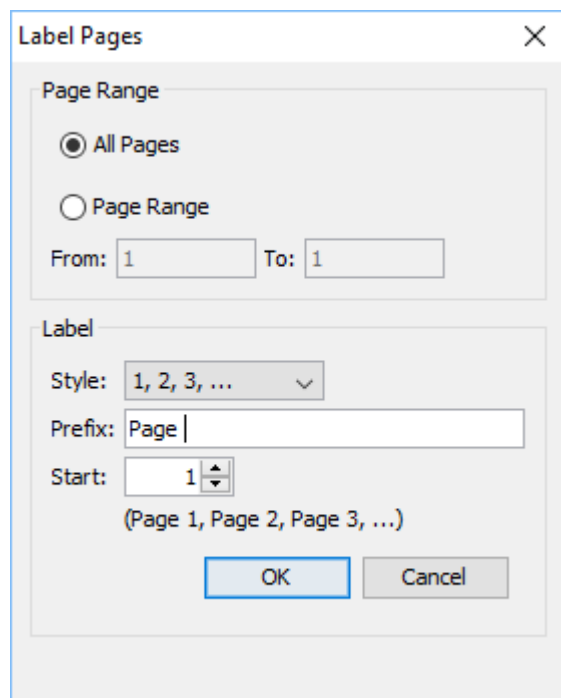 Label Pages
Page Range
All Pages
Page Range
From: 1 To: 1
Label
Style: 1, 2, 3, ...
Prefix: Page
Start: 1
(Page 1, Page 2, Page 3, ...)
OK Cancel